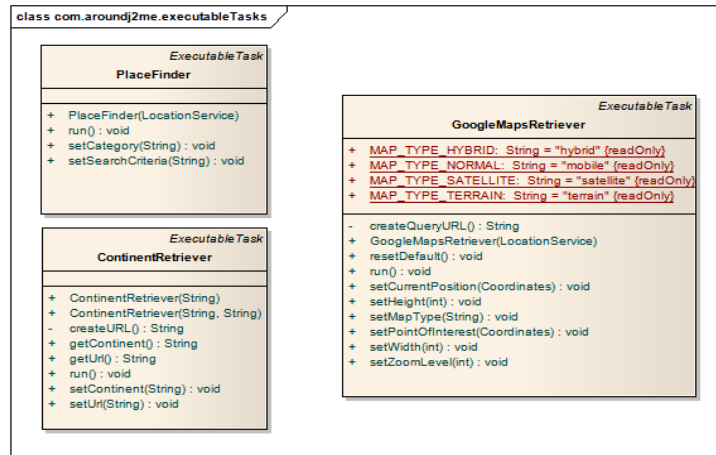 class com.aroundj2me.executableTasks
ExecutableTask
PlaceFinder
+ PlaceFinder(LocationService)
+ run() : void
+ setCategory(String) : void
+ setSearchCriteria(String) : void
ExecutableTask
ContinentRetriever
+ ContinentRetriever(String)
+ ContinentRetriever(String, String)
- createURL() : String
+ getContinent() : String
+ getUrl() : String
+ run() : void
+ setContinent(String) : void
+ setUrl(String) : void
ExecutableTask
GoogleMapsRetriever
+ MAP_TYPE_HYBRID: String = "hybrid" {readOnly}
+ MAP_TYPE_NORMAL: String = "mobile" {readOnly}
+ MAP_TYPE_SATELLITE: String = "satellite" {readOnly}
+ MAP_TYPE_TERRAIN: String = "terrain" {readOnly}
- createQueryURL() : String
+ GoogleMapsRetriever(LocationService)
+ resetDefault() : void
+ run() : void
+ setCurrentPosition(Coordinates) : void
+ setHeight(int) : void
+ setMapType(String) : void
+ setPointOfInterest(Coordinates) : void
+ setWidth(int) : void
+ setZoomLevel(int) : void